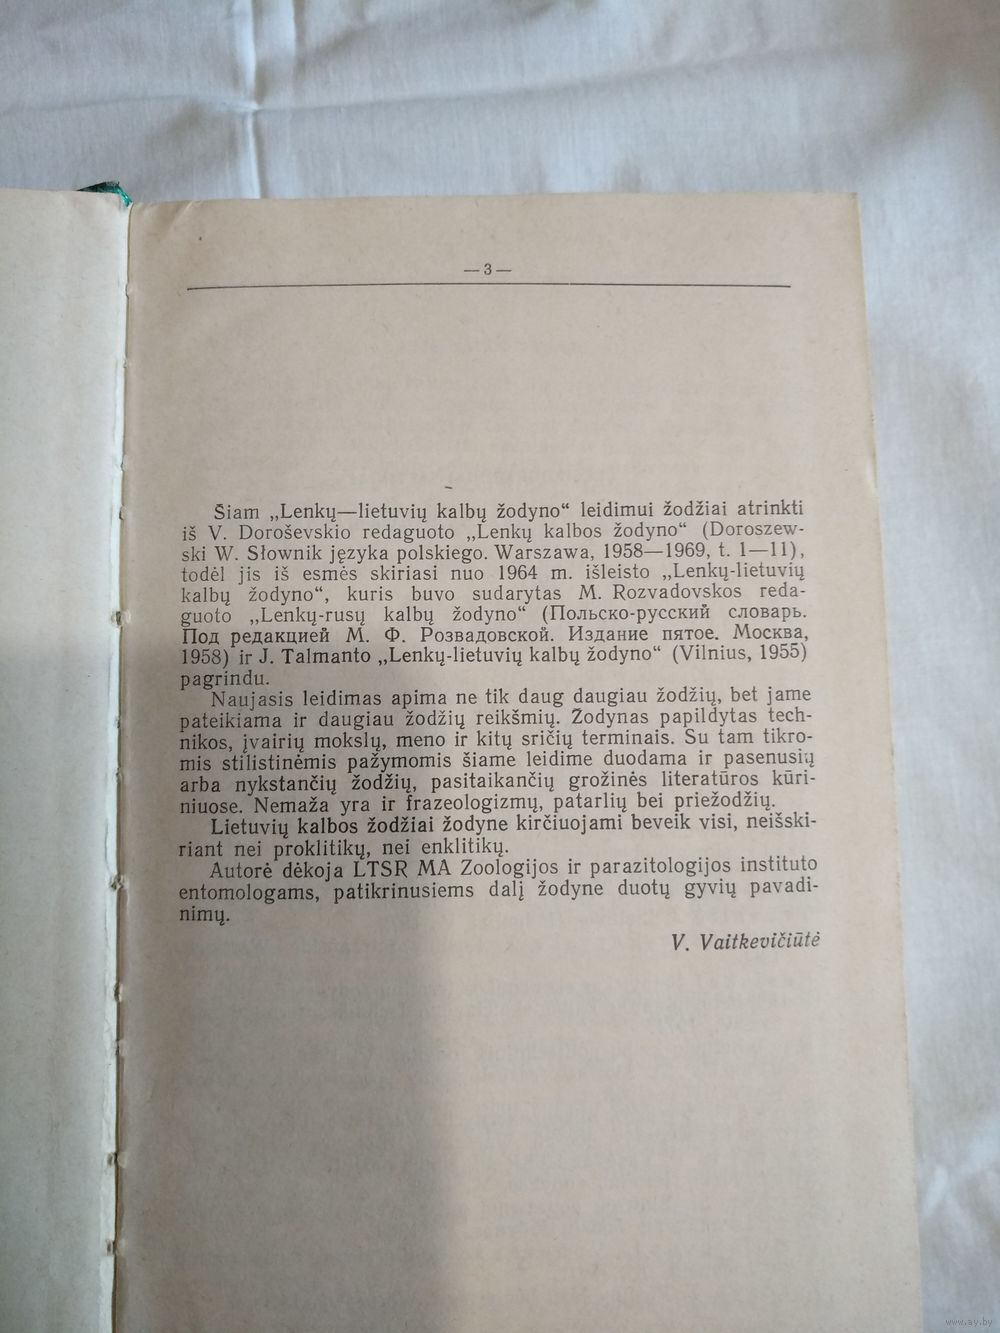 — 3 —
Šiam „Lenkų—lietuvių kalbų žodyno“ leidimui žodžiai atrinkti
iš V. Doroševskio redaguoto „Lenkų kalbos žodyno“ (Doroszew-
ski W. Słownik języka polskiego. Warszawa, 1958—1969, t. 1—11),
todėl jis iš esmės skiriasi nuo 1964 m. išleisto „Lenkų-lietuvių
kalbų žodyno“, kuris buvo sudarytas M. Rozvadovskos reda-
guoto „Lenkų-rusų kalbų žodyno“ (Польско-русский словарь.
Под редакцией М. Ф. Розвадовской. Издание пятое. Москва,
1958) ir J. Talmanto „Lenkų-lietuvių kalbų žodyno“ (Vilnius, 1955)
pagrindu.
Naujasis leidimas apima ne tik daug daugiau žodžių, bet jame
pateikiama ir daugiau žodžių reikšmių. Žodynas papildytas tech-
nikos, įvairių mokslų, meno ir kitų sričių terminais. Su tam tikro-
mis stilistinėmis pažymomis šiame leidime duodama ir pasenusių
arba nykstančių žodžių, pasitaikančių grožinės literatūros kūri-
niuose. Nemaža yra ir frazeologizmų, patarlių bei priežodžių.
Lietuvių kalbos žodžiai žodyne kirčiuojami beveik visi, neišski-
riant nei proklitikų, nei enklitikų.
Autorė dėkoja LTSR MA Zoologijos ir parazitologijos instituto
entomologams, patikrinusiems dalį žodyne duotų gyvių pavadi-
nimų.
V. Vaitkevičiūtė
www.ay.by